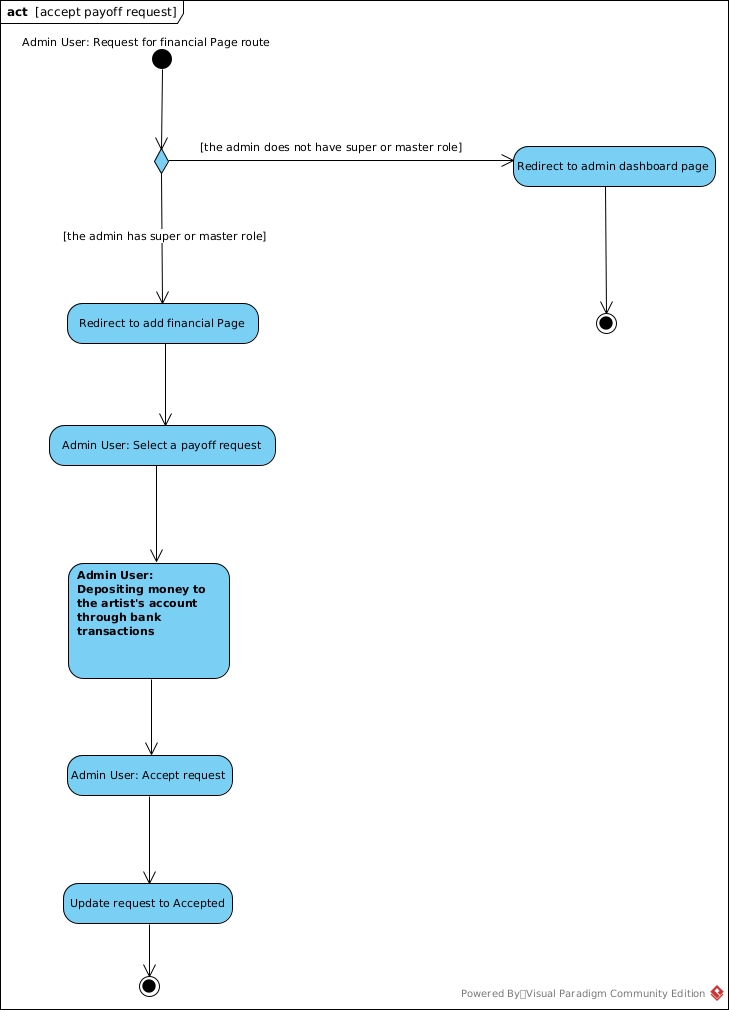 act [accept payoff request]
Admin User: Request for financial Page route
[the admin does not have super or master role]
Redirect to admin dashboard page
[the admin has super or master role]
Redirect to add financial Page
Admin User: Select a payoff request
Admin User:
Depositing money to
the artist's account
through bank
transactions
Admin User: Accept request
Update request to Accepted
Powered By Visual Paradigm Community Edition